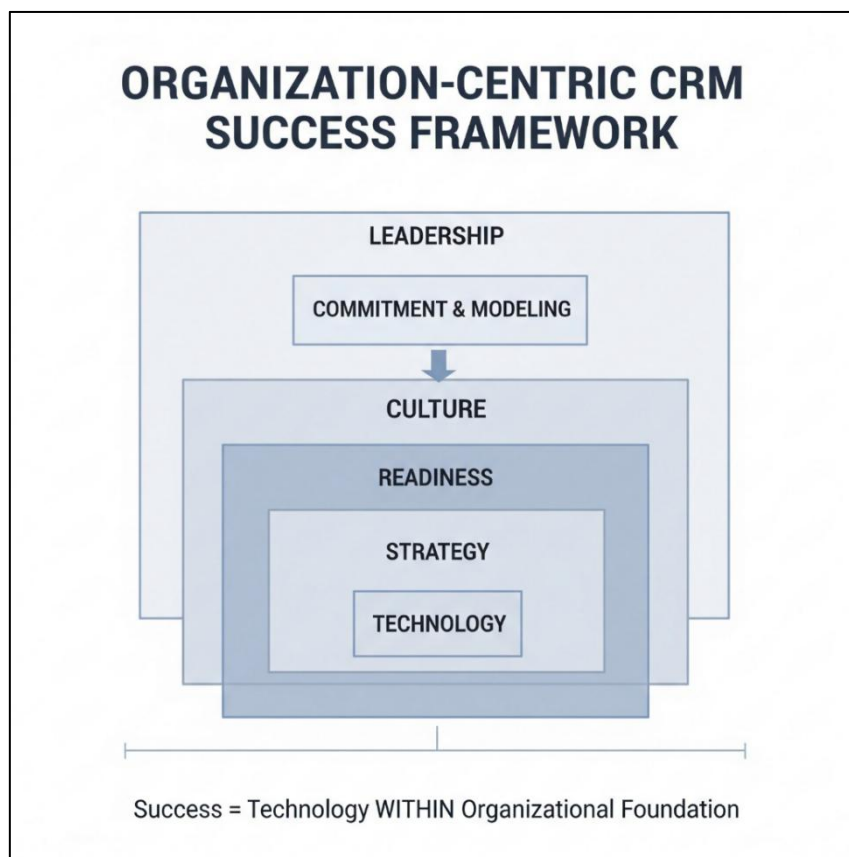 ORGANIZATION-CENTRIC CRM
SUCCESS FRAMEWORK
LEADERSHIP
COMMITMENT & MODELING
CULTURE
READINESS
STRATEGY
TECHNOLOGY
Success = Technology WITHIN Organizational Foundation